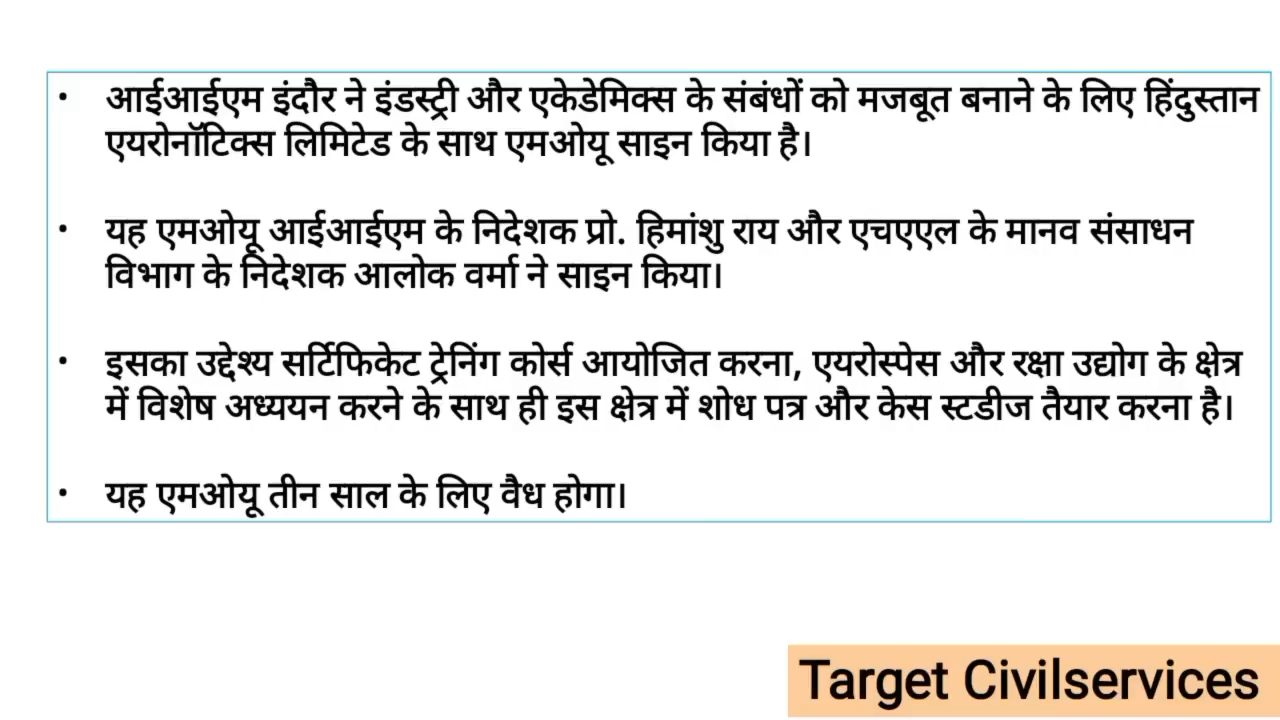 • आईआईएम इंदौर ने इंडस्ट्री और एकेडेमिक्स के संबंधों को मजबूत बनाने के लिए हिंदुस्तान
एयरोनॉटिक्स लिमिटेड के साथ एमओयू साइन किया है।
• यह एमओयू आईआईएम के निदेशक प्रो. हिमांशु राय और एचएएल के मानव संसाधन
विभाग के निदेशक आलोक वर्मा ने साइन किया।
• इसका उद्देश्य सर्टिफिकेट ट्रेनिंग कोर्स आयोजित करना, एयरोस्पेस और रक्षा उद्योग के क्षेत्र
में विशेष अध्ययन करने के साथ ही इस क्षेत्र में शोध पत्र और केस स्टडीज तैयार करना है।
• यह एमओयू तीन साल के लिए वैध होगा।
Target Civilservices